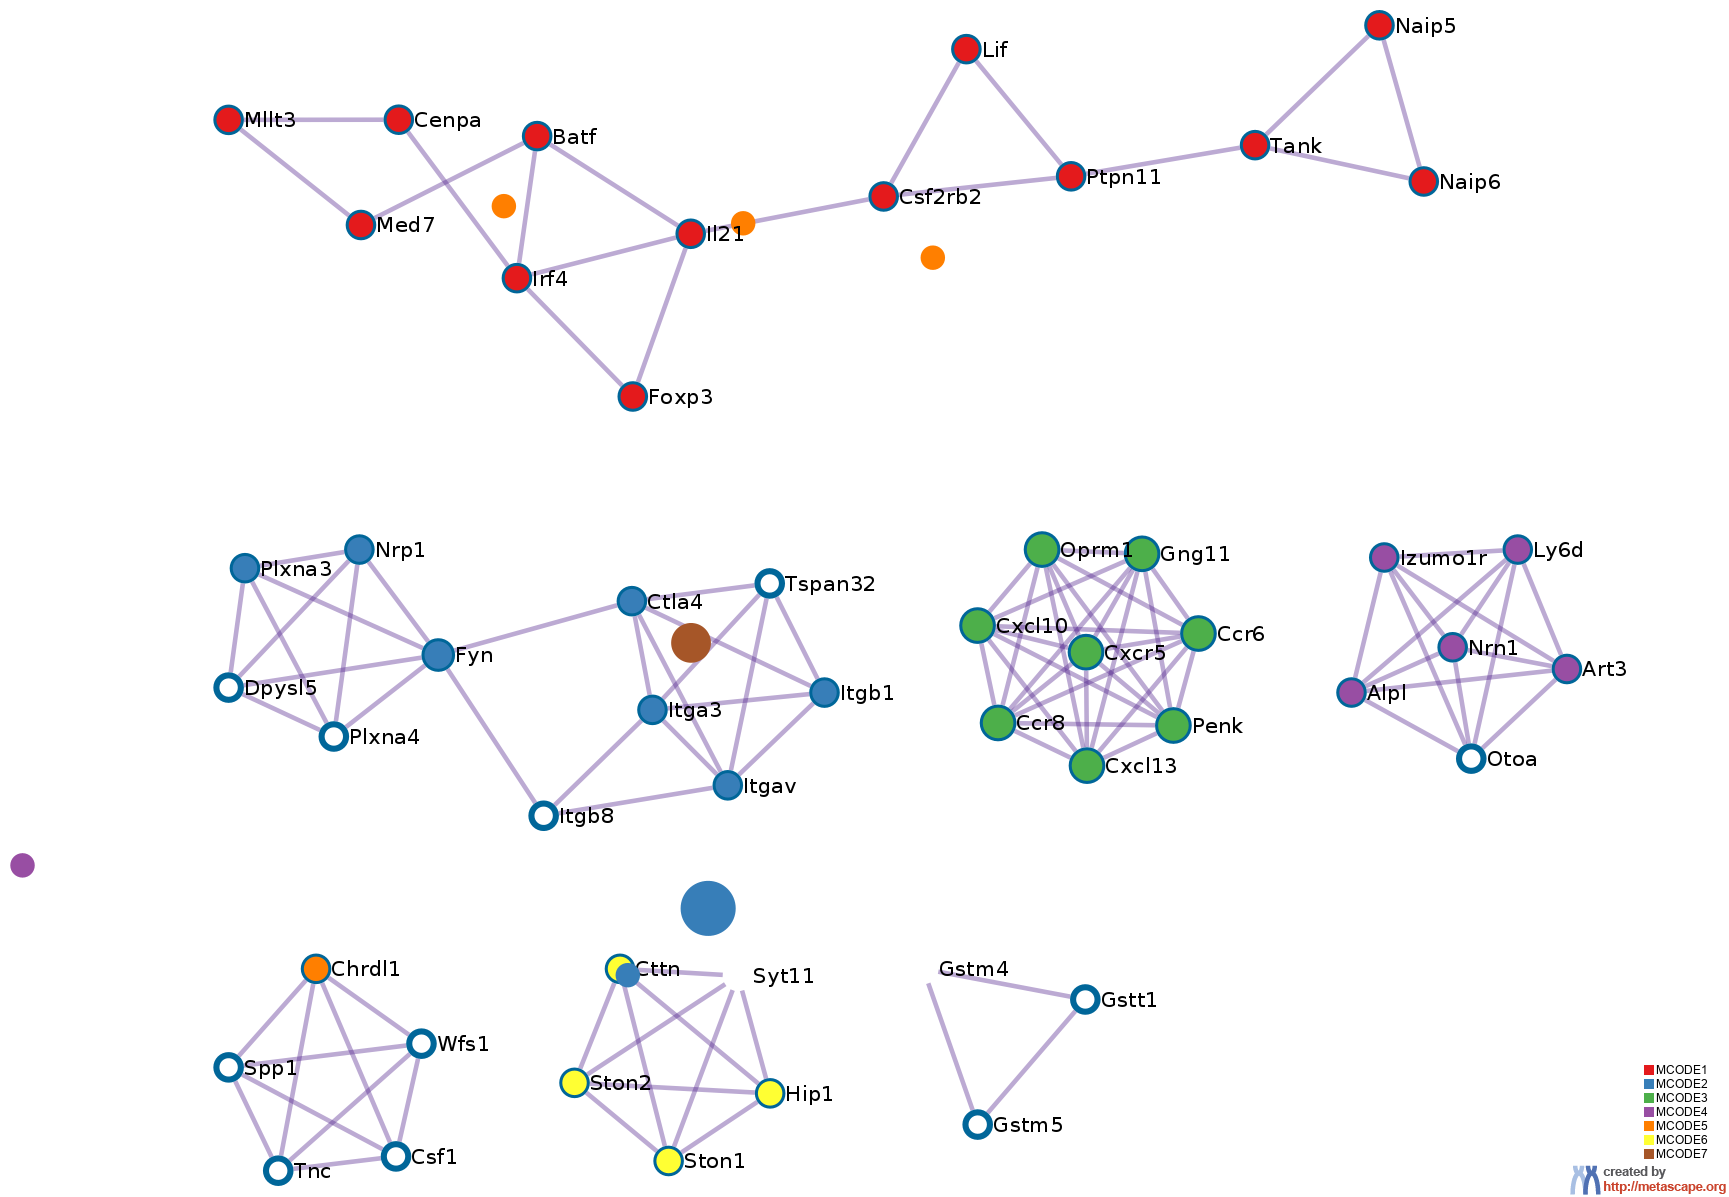 Naip5
Lif
Mllt3
Cenpa
Batf
Tank
Ptpn11
Naip6
Csf2rb2
Med7
Il21
Irf4
Foxp3
Nrp1
Plxna3
Ctla4
Tspan32
Fyn
Dpysl5
Itgb1
Itga3
Plxna4
Itgav
Itgb8
Oprm1
Gng11
Cxcl10
Ccr6
Cxcr5
Ccr8
Penk
Cxcl13
Izumo1r
Ly6d
Nrn1
Art3
Alpl
Otoa
Chrdl1
Wfs1
Spp1
Csf1
Tnc
Cttn
Syt11
Ston2
Hip1
Ston1
Gstm4
Gstt1
Gstm5
MCODE1
MCODE2
MCODE3
MCODE4
MCODE5
MCODE6
MCODE7
created by
http://metascape.org